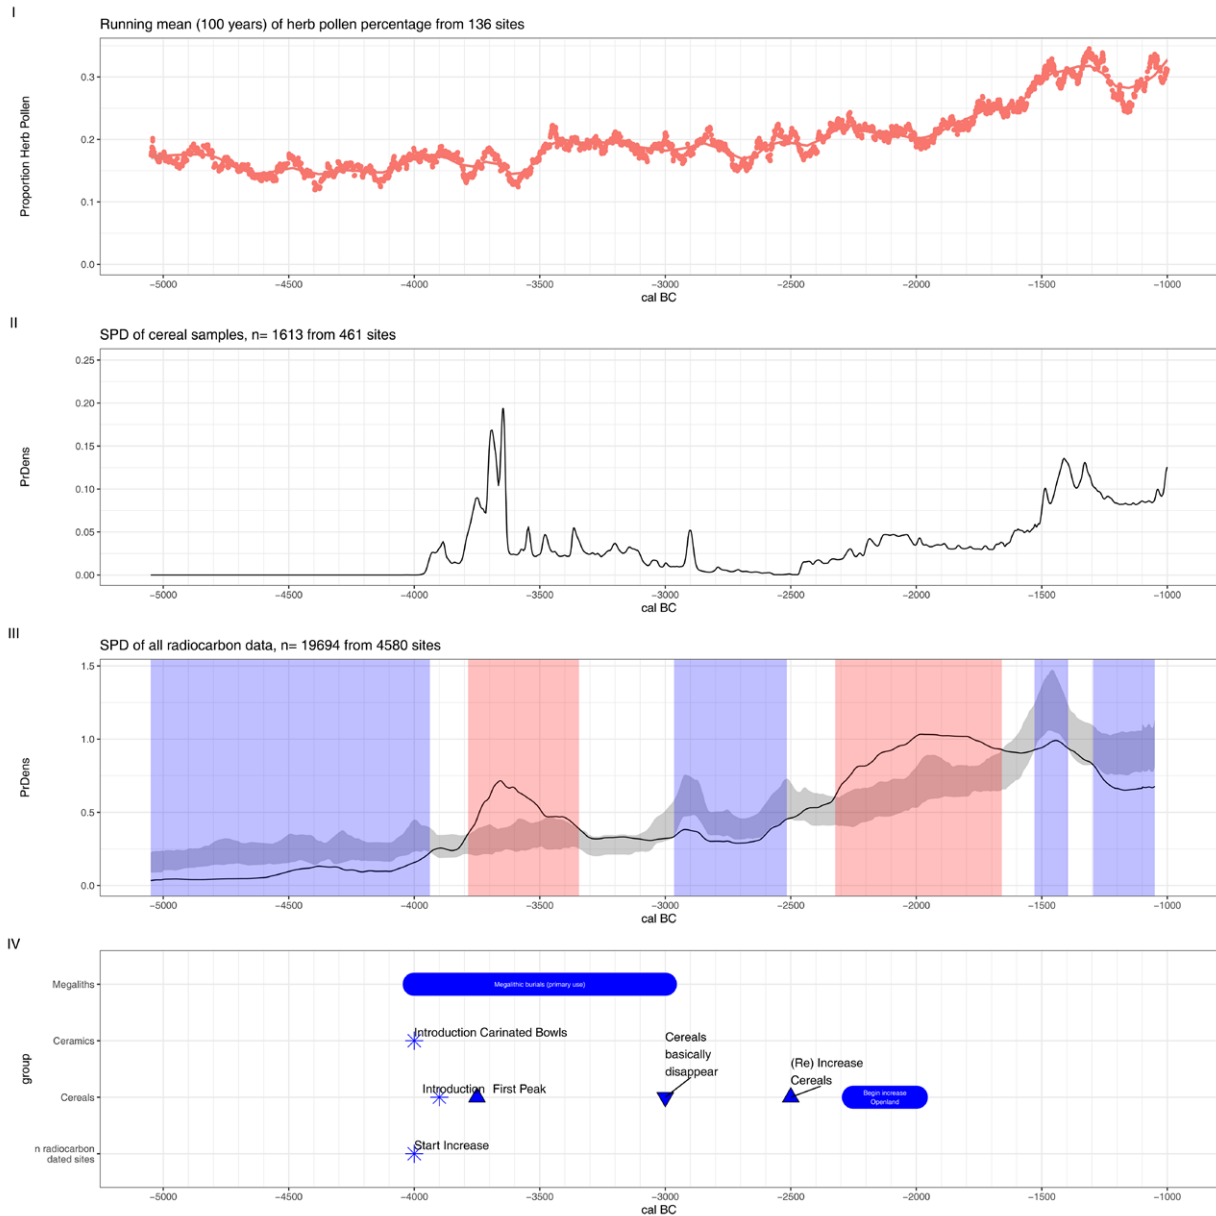 I
Running mean (100 years) of herb pollen percentage from 136 sites
Proportion Herb Pollen
0.3
0.2
0.1
0.0
−5000 −4500 −4000 −3500 −3000 −2500 −2000 −1500 −1000
cal BC
II
SPD of cereal samples, n= 1613 from 461 sites
PrDens
0.25
0.20
0.15
0.10
0.05
0.00
−5000 −4500 −4000 −3500 −3000 −2500 −2000 −1500 −1000
cal BC
III
SPD of all radiocarbon data, n= 19694 from 4580 sites
PrDens
1.5
1.0
0.5
0.0
−5000 −4500 −4000 −3500 −3000 −2500 −2000 −1500 −1000
cal BC
IV
group
Megaliths
Megalithic burials (primary use)
Ceramics
Introduction Carinated Bowls
Cereals
basically
disappear
(Re) Increase
Cereals
Cereals
Introduction First Peak
Begin increase
Openland
n radiocarbon
dated sites
Start Increase
−5000 −4500 −4000 −3500 −3000 −2500 −2000 −1500 −1000
cal BC